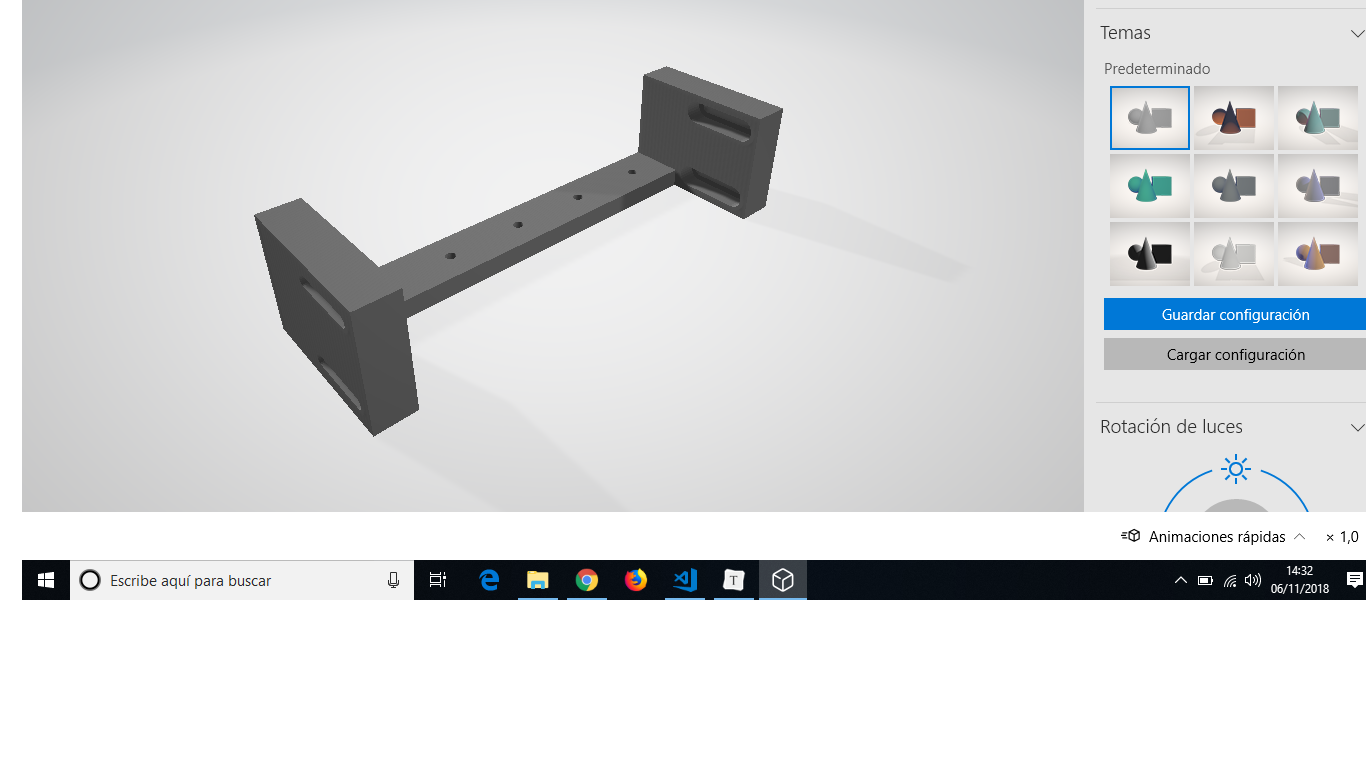 Temas
Predeterminado
Guardar configuración
Cargar configuración
Rotación de luces
Animaciones rápidas
× 1,0
Escribe aquí para buscar
T
14:32
06/11/2018